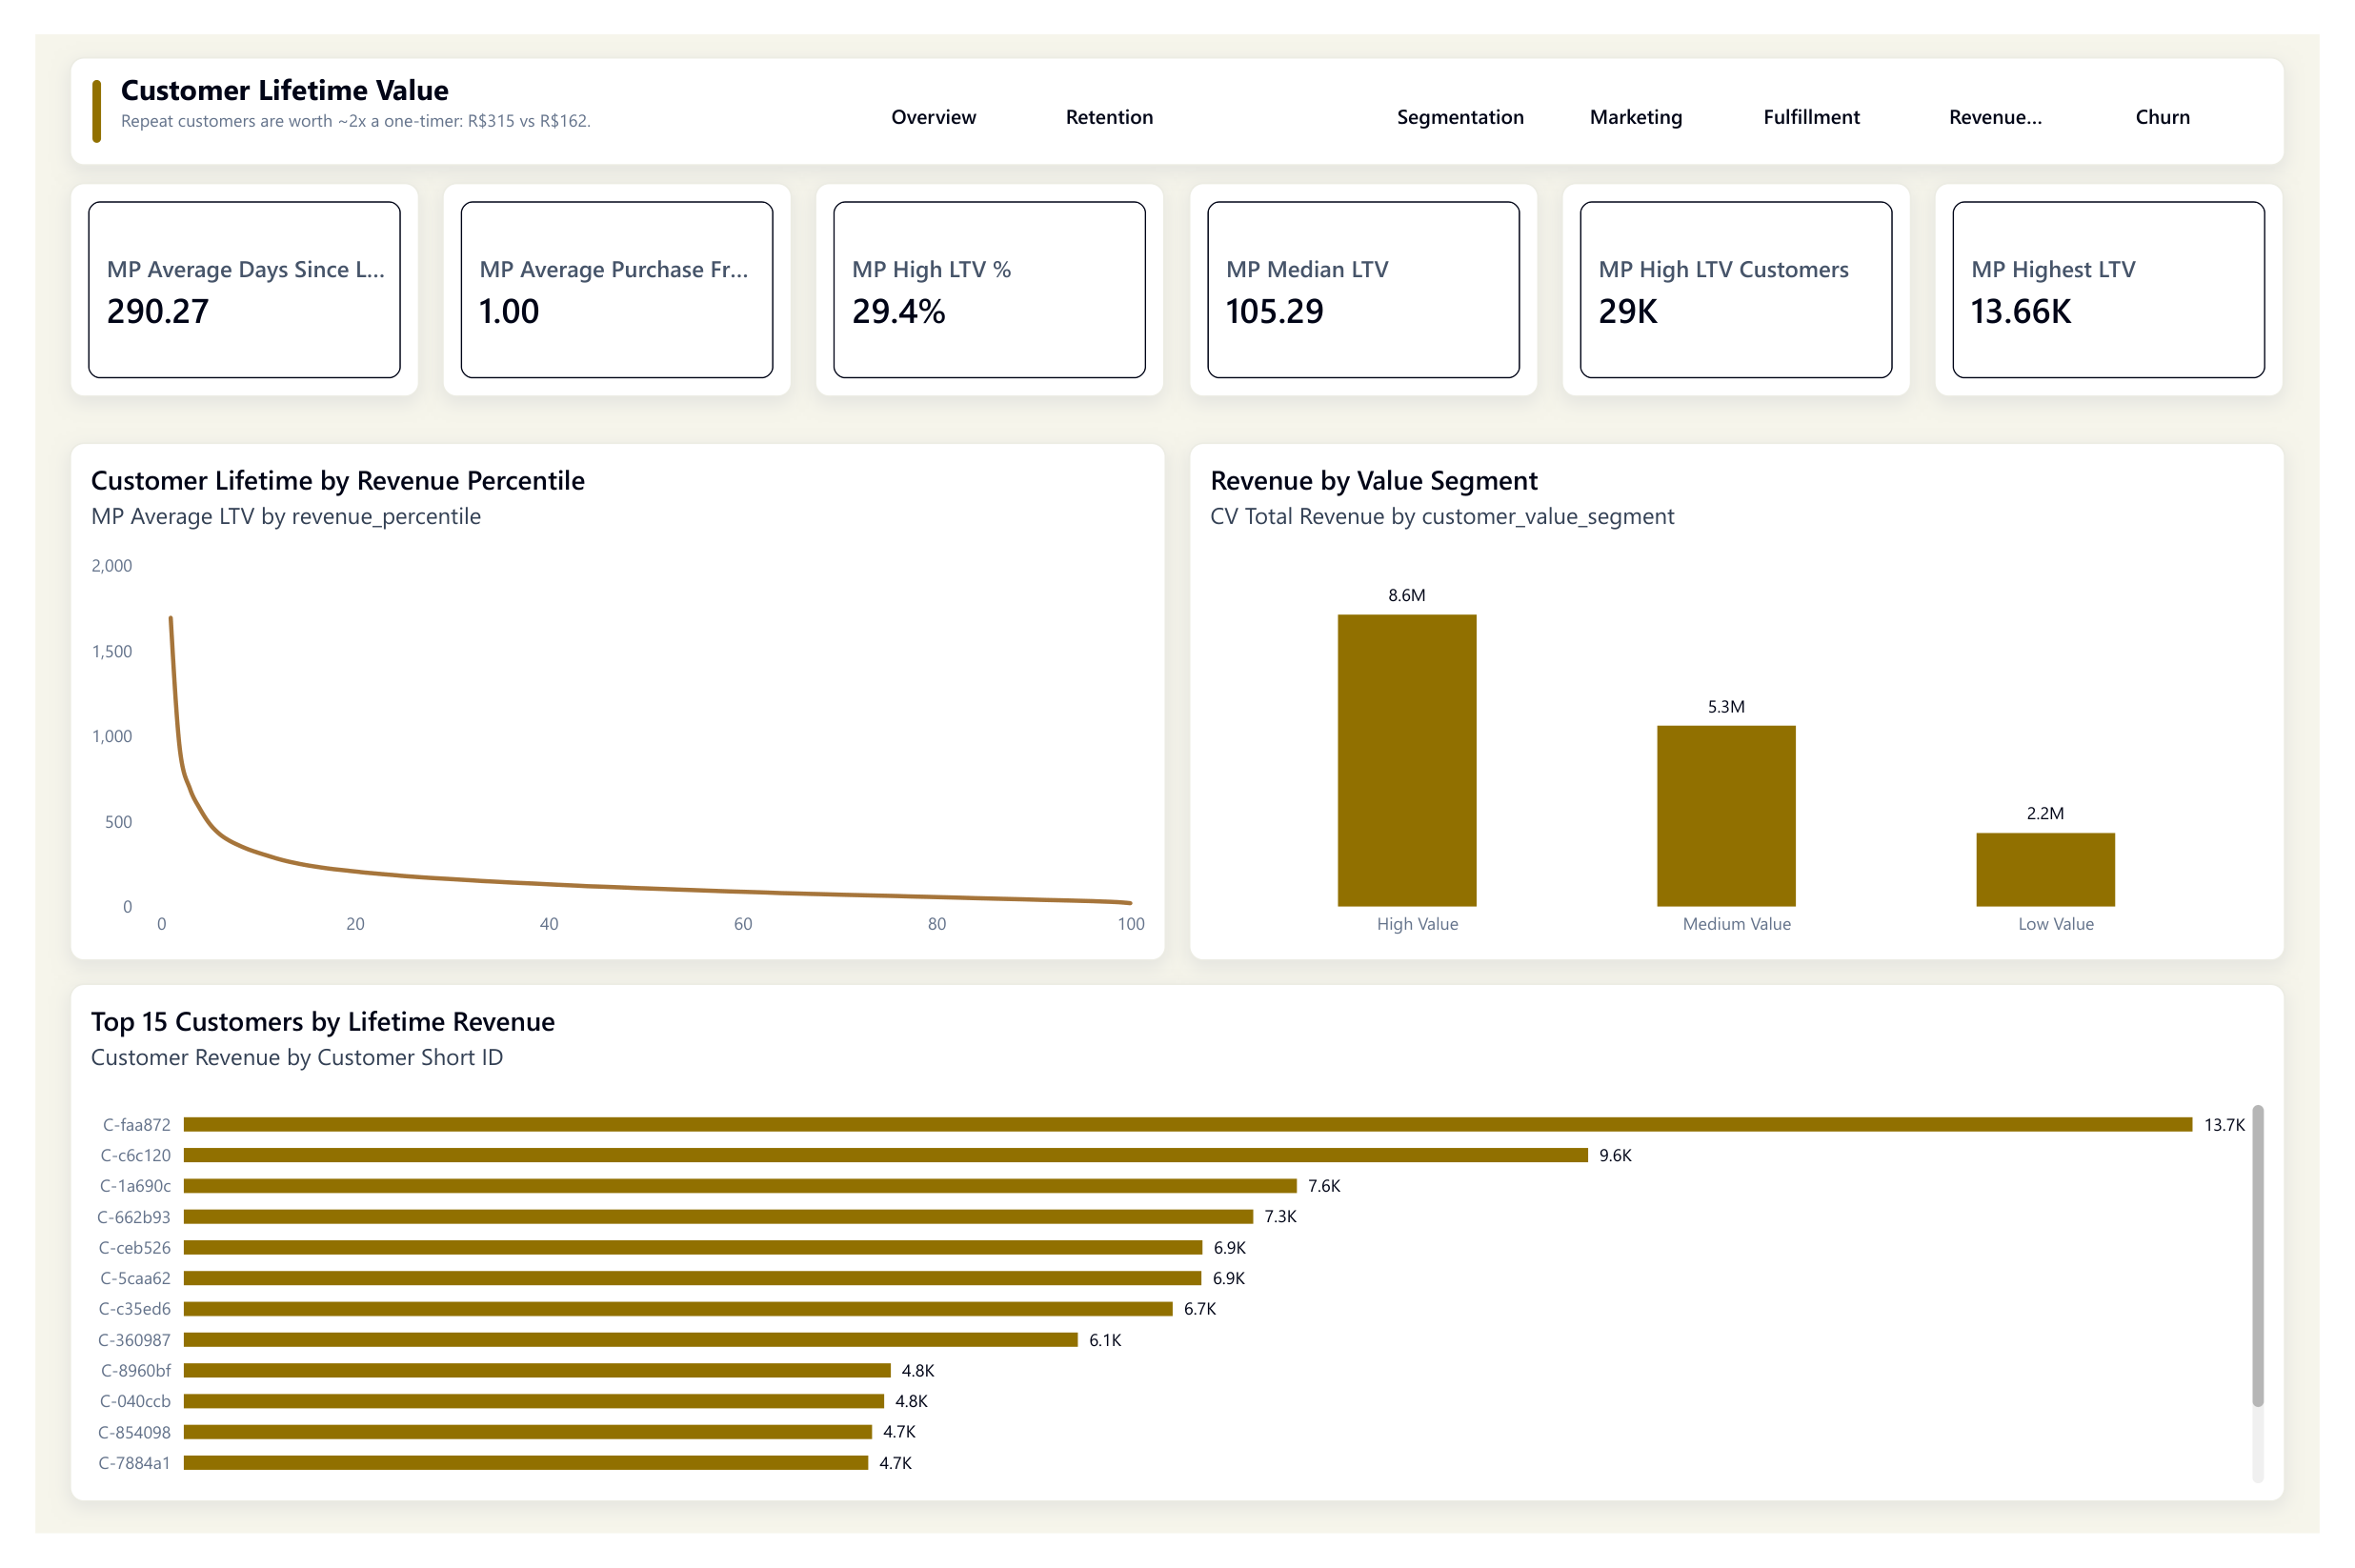 Customer Lifetime Value
Repeat customers are worth ~2x a one-timer: R$315 vs R$162.
Overview Retention Segmentation Marketing Fulfillment Revenue... Churn
MP Average Days Since L...
290.27
MP Average Purchase Fr...
1.00
MP High LTV %
29.4%
MP Median LTV
105.29
MP High LTV Customers
29K
MP Highest LTV
13.66K
Customer Lifetime by Revenue Percentile
MP Average LTV by revenue_percentile
2,000
1,500
1,000
500
0
0 20 40 60 80 100
Revenue by Value Segment
CV Total Revenue by customer_value_segment
8.6M
5.3M
2.2M
High Value Medium Value Low Value
Top 15 Customers by Lifetime Revenue
Customer Revenue by Customer Short ID
C-faa872 13.7K
C-c6c120 9.6K
C-1a690c 7.6K
C-662b93 7.3K
C-ceb526 6.9K
C-5caa62 6.9K
C-c35ed6 6.7K
C-360987 6.1K
C-8960bf 4.8K
C-040ccb 4.8K
C-854098 4.7K
C-7884a1 4.7K